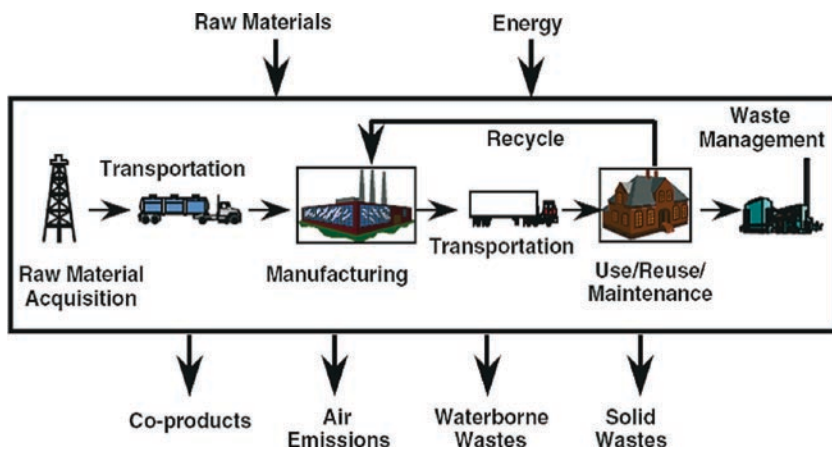 Raw Materials
Energy
Waste
Management
Recycle
Transportation
Transportation
Raw Material
Acquisition
Manufacturing
Use/Reuse/
Maintenance
Co-products
Air
Emissions
Waterborne
Wastes
Solid
Wastes